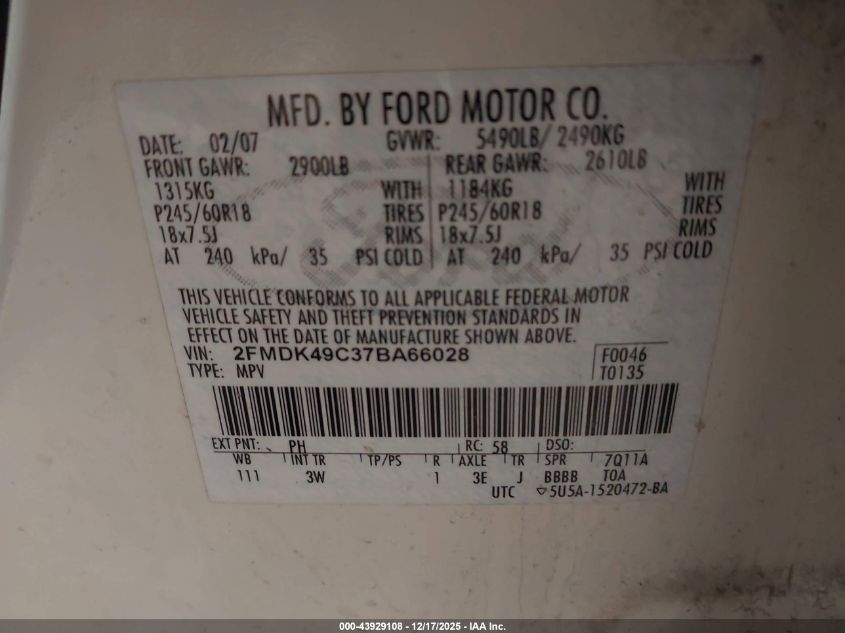 MFD. BY FORD MOTOR CO.
DATE: 02/07 GVWR: 5490LB/ 2490KG
FRONT GAWR: 2900LB REAR GAWR: 2610LB
1315KG WITH 1184KG WITH
P245/60R18 TIRES P245/60R18 TIRES
18x7.5J RIMS 18x7.5J RIMS
AT 240 kPa/ 35 PSI COLD AT 240 kPa/ 35 PSI COLD
THIS VEHICLE CONFORMS TO ALL APPLICABLE FEDERAL MOTOR
VEHICLE SAFETY AND THEFT PREVENTION STANDARDS IN
EFFECT ON THE DATE OF MANUFACTURE SHOWN ABOVE.
VIN: 2FMDK49C37BA66028 F0046
TYPE: MPV T0135
EXT PNT: PH RC: 58 DSO:
WB INT TR TP/PS R AXLE TR SPR 7Q11A
111 3W 1 3E J BBBB T0A
UTC 5U5A-1520472-BA
000-43929108 - 12/17/2025 - IAA Inc.